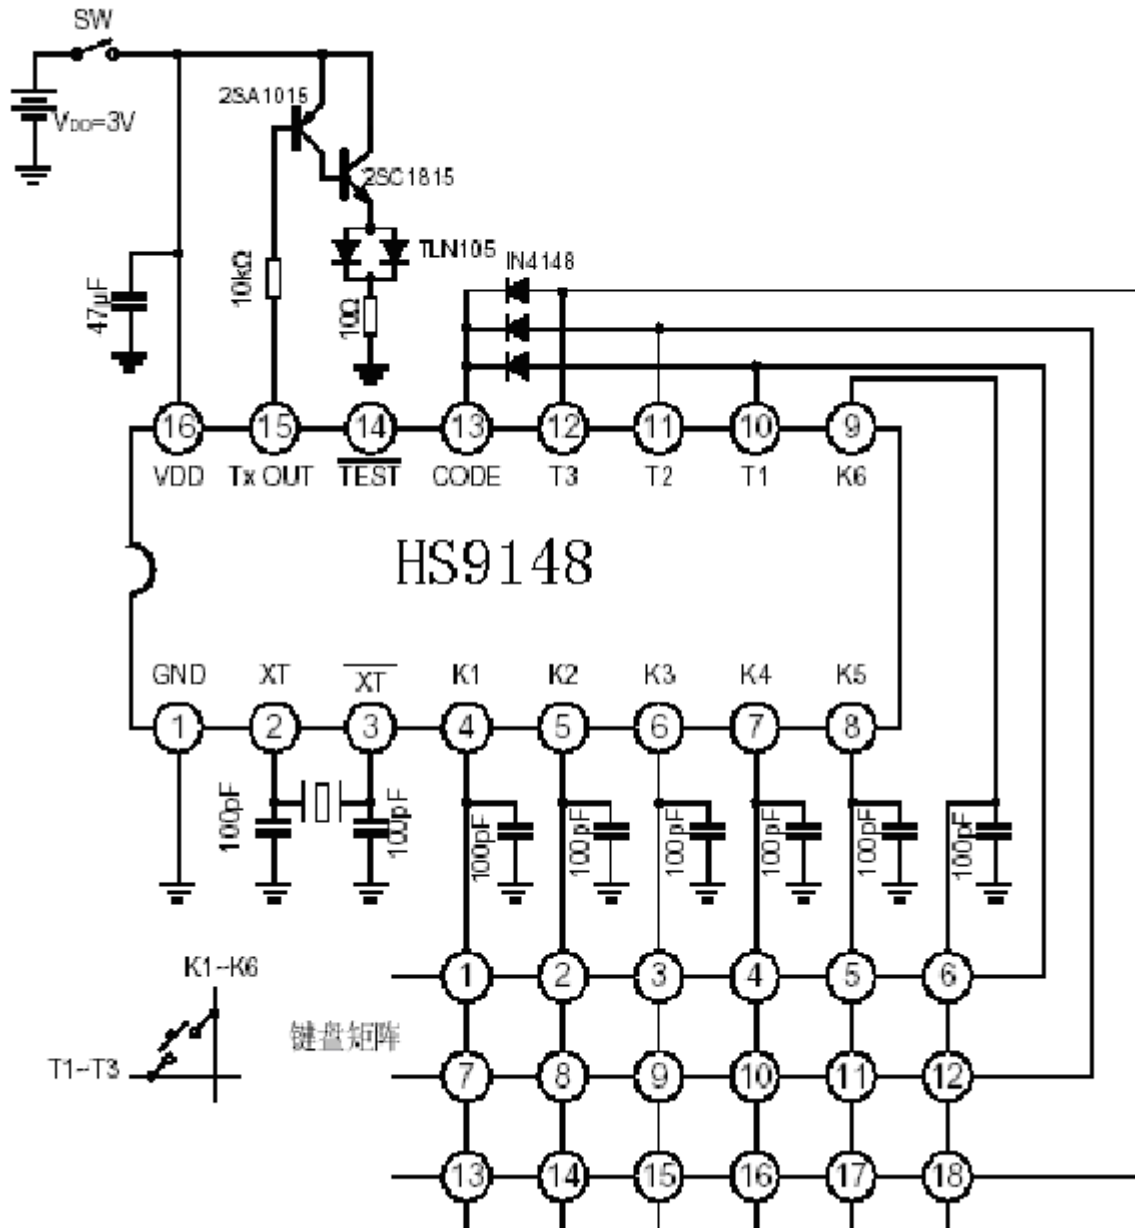 SW
2SA1015
VDD=3V
2SC1815
TLN105
IN4148
47μF
10kΩ
10Ω
16 15 14 13 12 11 10 9
VDD Tx OUT TEST CODE T3 T2 T1 K6
HS9148
GND XT XT K1 K2 K3 K4 K5
1 2 3 4 5 6 7 8
100pF 100pF 100pF 100pF 100pF 100pF 100pF 100pF
K1~K6
1 2 3 4 5 6
键盘矩阵
T1~T3
7 8 9 10 11 12
13 14 15 16 17 18